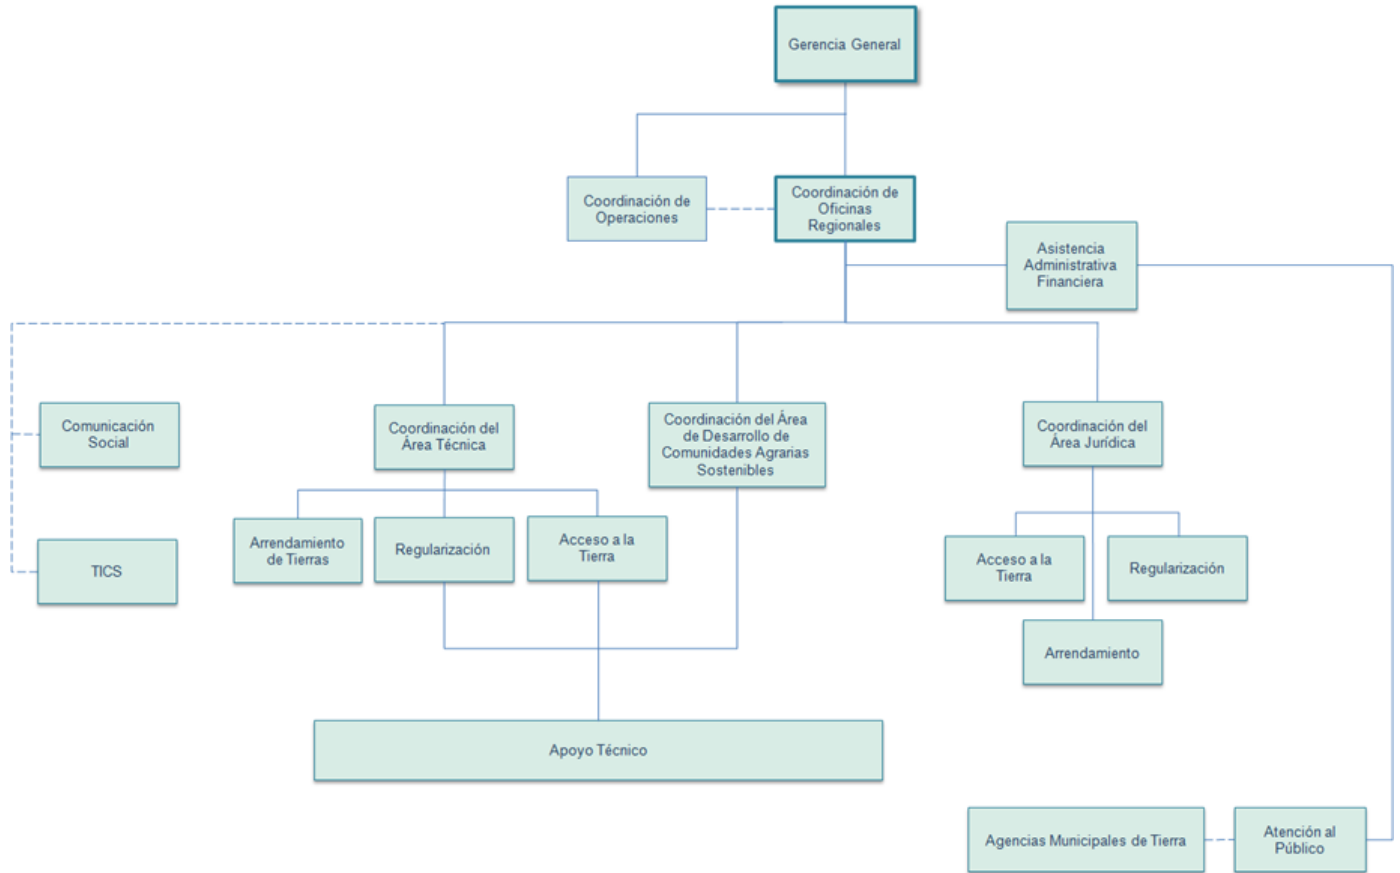 Gerencia General
Coordinación de
Operaciones
Coordinación de
Oficinas
Regionales
Asistencia
Administrativa
Financiera
Comunicación
Social
Coordinación del
Área Técnica
Coordinación del Área
de Desarrollo de
Comunidades Agrarias
Sostenibles
Coordinación del
Área Jurídica
TICS
Arrendamiento
de Tierras
Regularización
Acceso a la
Tierra
Acceso a la
Tierra
Regularización
Arrendamiento
Apoyo Técnico
Agencias Municipales de Tierra
Atención al
Público